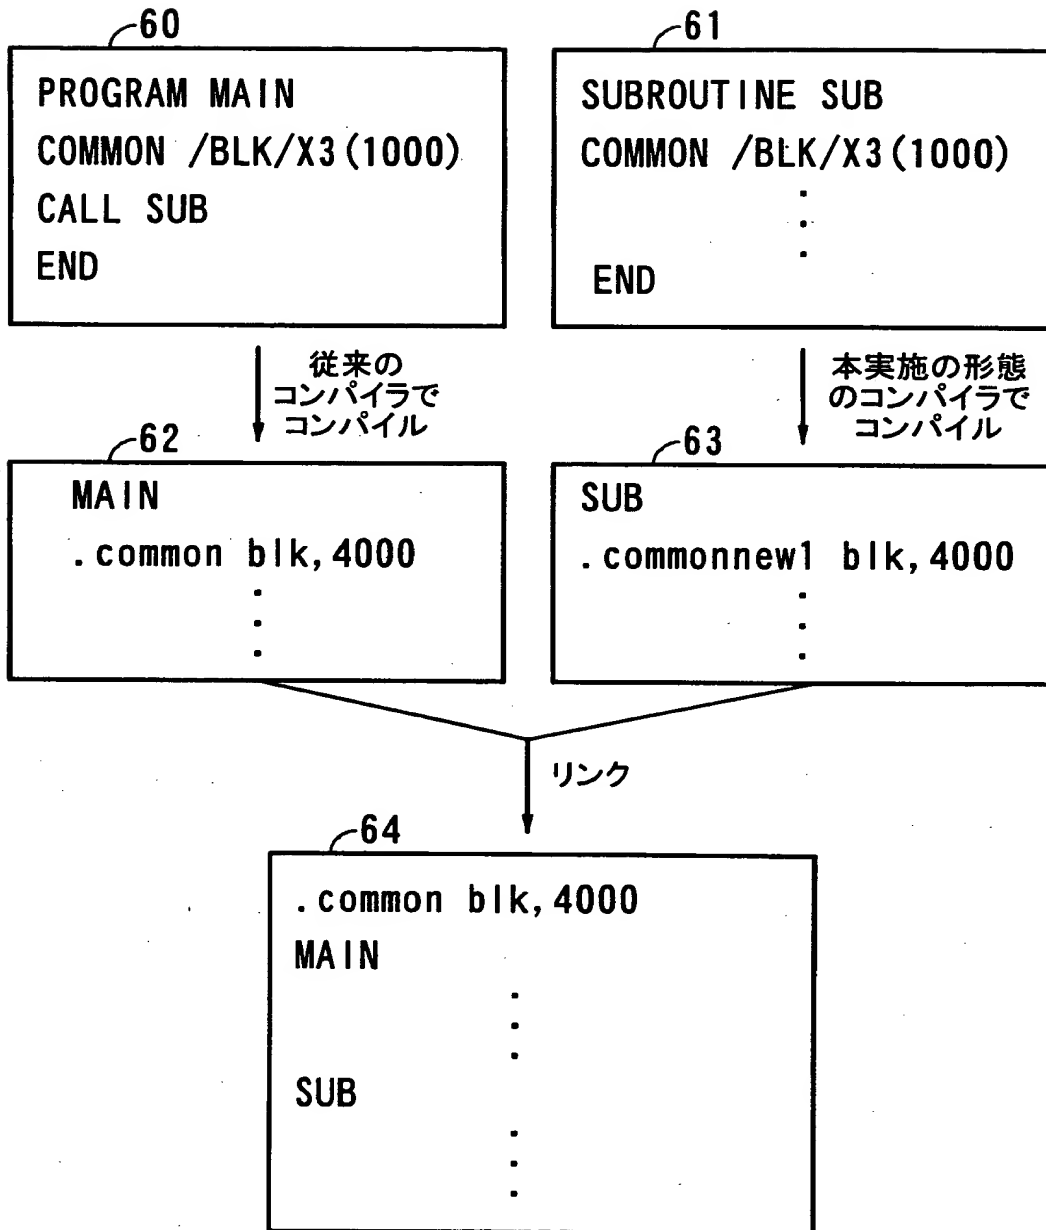 60
PROGRAM MAIN
COMMON /BLK/X3(1000)
CALL SUB
END
61
SUBROUTINE SUB
COMMON /BLK/X3(1000)
END
従来の
コンパイラで
コンパイル
本実施の形態
のコンパイラで
コンパイル
62
MAIN
.common blk,4000
63
SUB
.commonnew1 blk,4000
リンク
64
.common blk,4000
MAIN
SUB